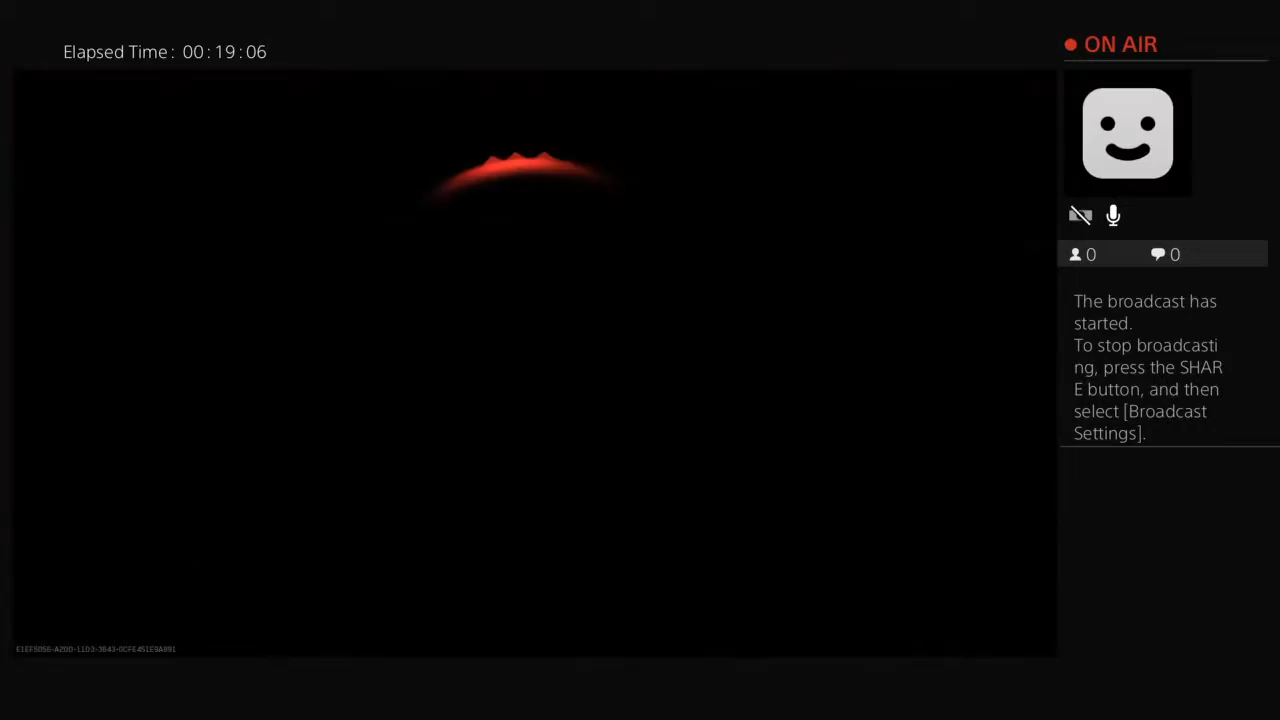 Elapsed Time: 00:19:06
ON AIR
0 0
The broadcast has
started.
To stop broadcasti
ng, press the SHAR
E button, and then
select [Broadcast
Settings].